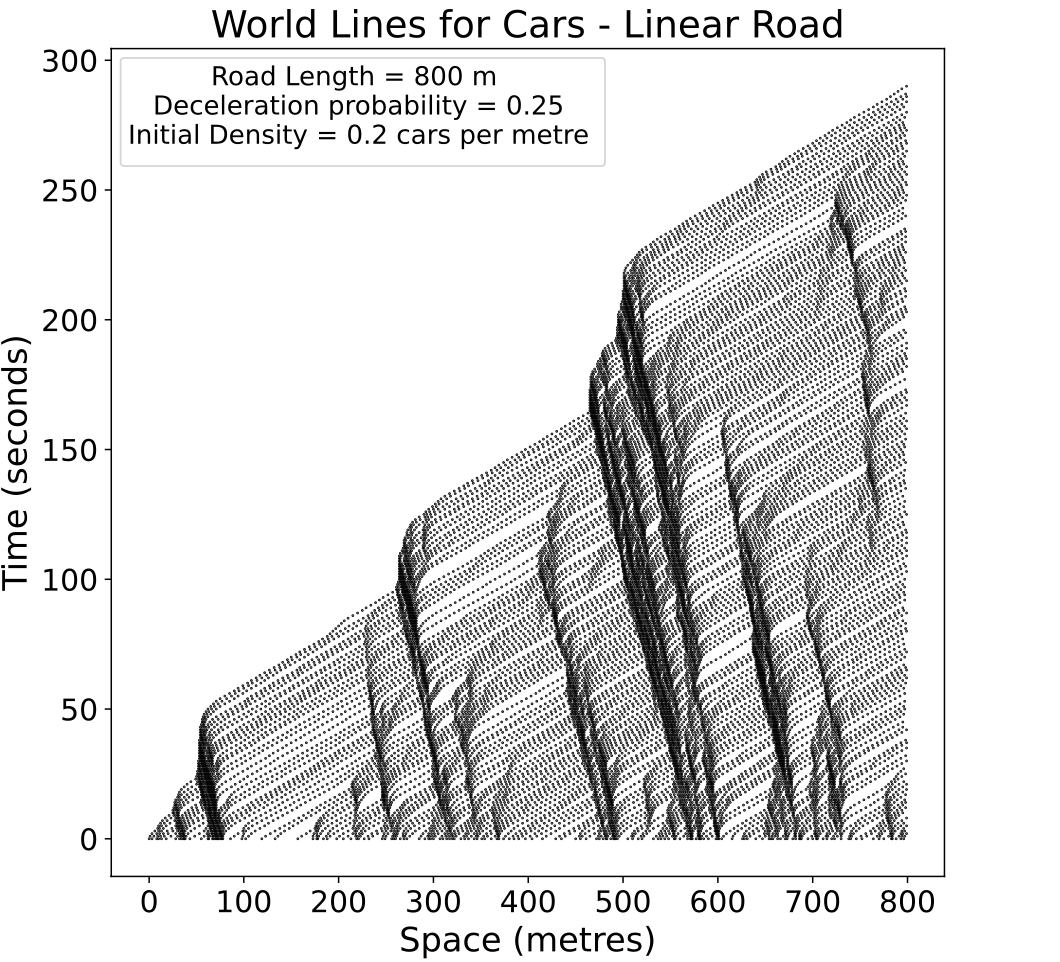 World Lines for Cars - Linear Road
Road Length = 800 m
Deceleration probability = 0.25
Initial Density = 0.2 cars per metre
300
250
200
150
100
50
0
Time (seconds)
0 100 200 300 400 500 600 700 800
Space (metres)